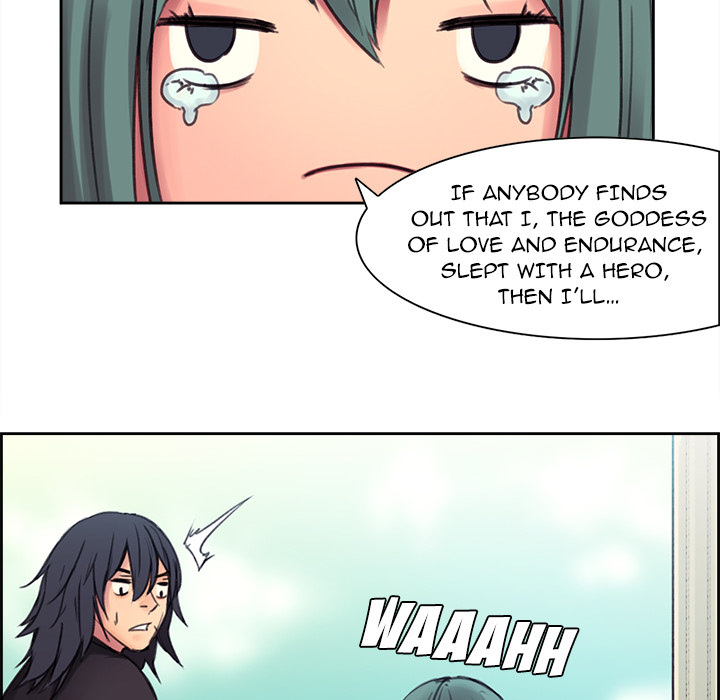 IF ANYBODY FINDS
OUT THAT I, THE GODDESS
OF LOVE AND ENDURANCE,
SLEPT WITH A HERO,
THEN I'LL...
WAAAHH